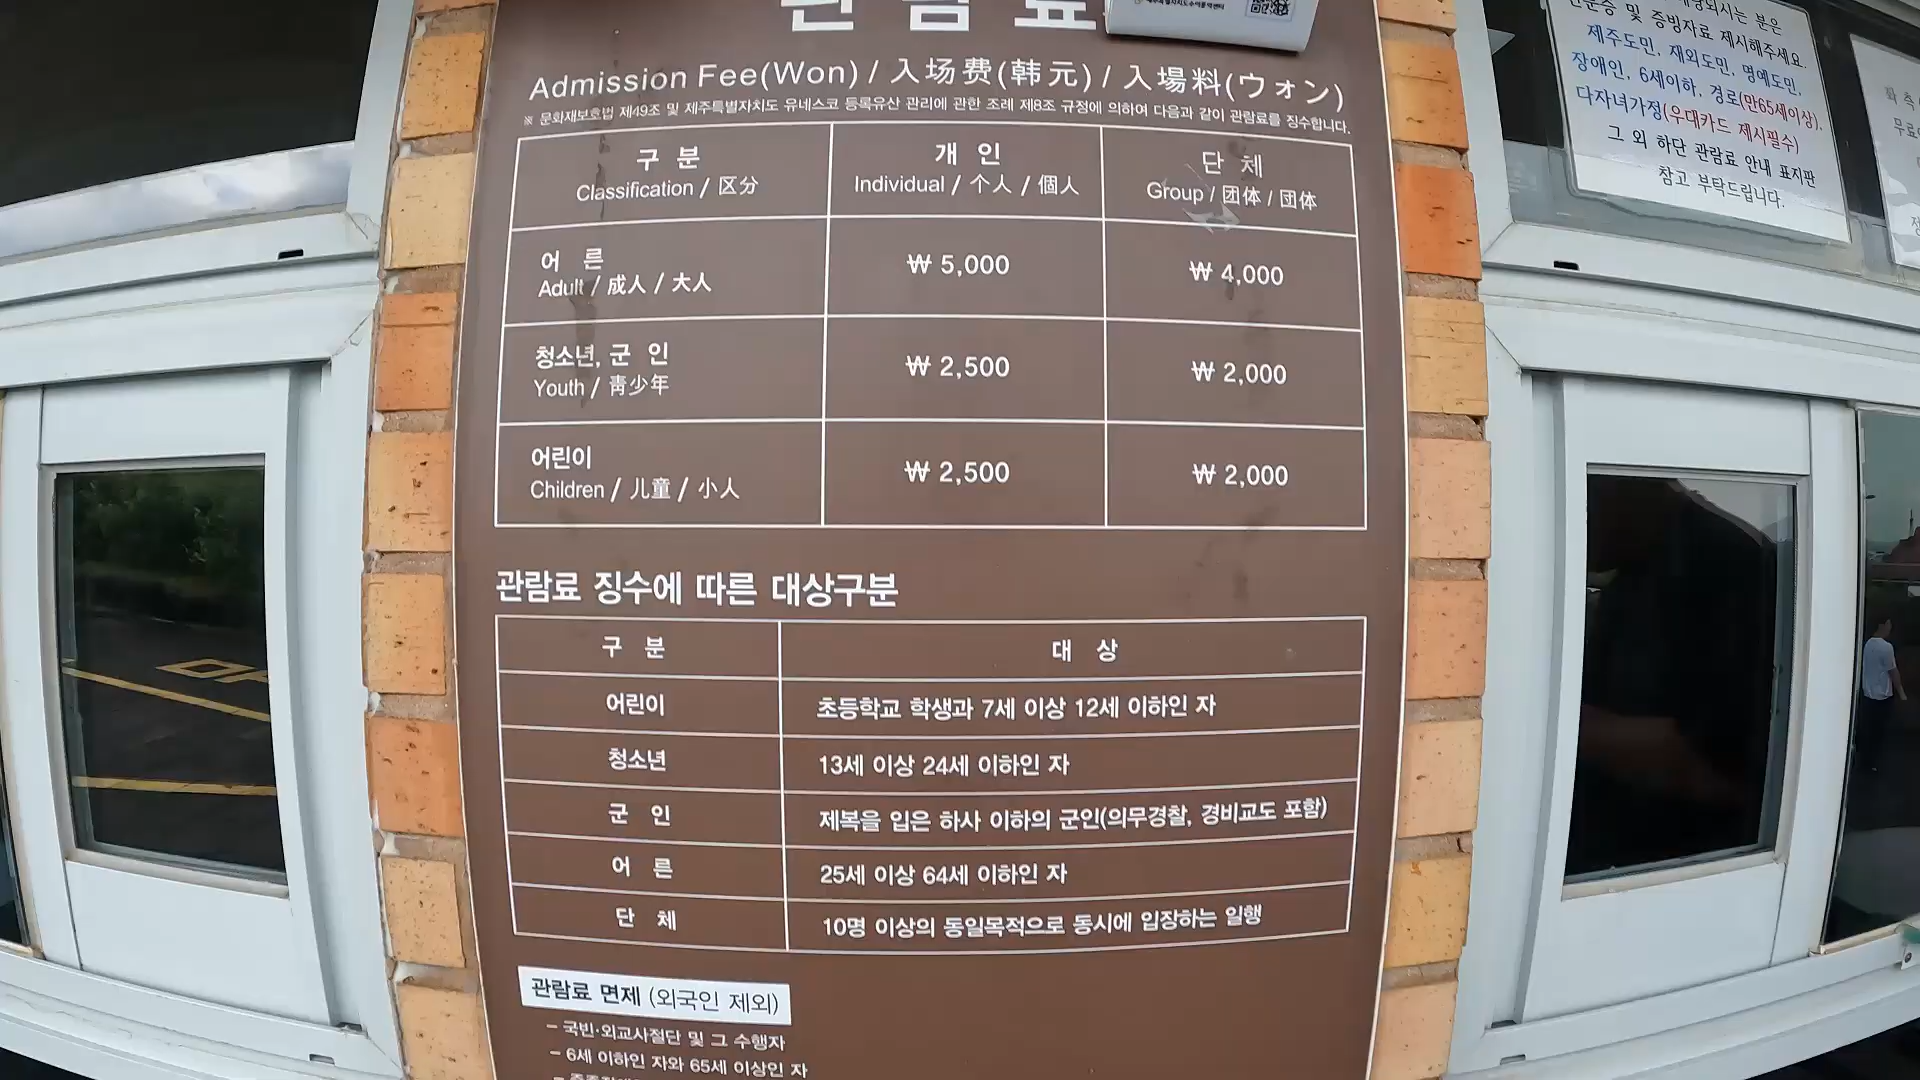 관 람 료
Admission Fee(Won) / 入场费(韩元) / 入場料(ウォン)
※ 문화재보호법 제49조 및 제주특별자치도 유네스코 등록유산 관리에 관한 조례 제8조 규정에 의하여 다음과 같이 관람료를 징수합니다.
구 분 개 인 단 체
Classification / 区分 Individual / 个人 / 個人 Group / 团体 / 団体
어 른 ₩ 5,000 ₩ 4,000
Adult / 成人 / 大人
청소년, 군 인 ₩ 2,500 ₩ 2,000
Youth / 靑少年
어린이 ₩ 2,500 ₩ 2,000
Children / 儿童 / 小人
관람료 징수에 따른 대상구분
구 분 대 상
어린이 초등학교 학생과 7세 이상 12세 이하인 자
청소년 13세 이상 24세 이하인 자
군 인 제복을 입은 하사 이하의 군인(의무경찰, 경비교도 포함)
어 른 25세 이상 64세 이하인 자
단 체 10명 이상의 동일목적으로 동시에 입장하는 일행
관람료 면제 (외국인 제외)
- 국빈·외교사절단 및 그 수행자
- 6세 이하인 자와 65세 이상인 자
되시는 분은
및 증빙자료 제시해주세요.
제주도민, 재외도민, 명예도민,
장애인, 6세이하, 경로(만65세이상),
다자녀가정(우대카드 제시필수)
그 외 하단 관람료 안내 표지판
참고 부탁드립니다.